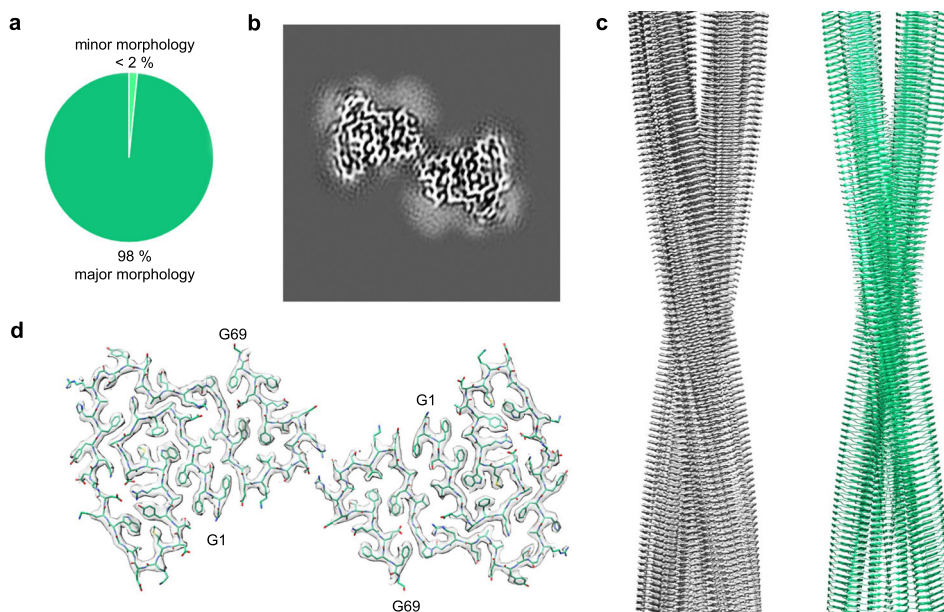 a
minor morphology
< 2 %
98 %
major morphology
b
c
d
G69
G1
G1
G69